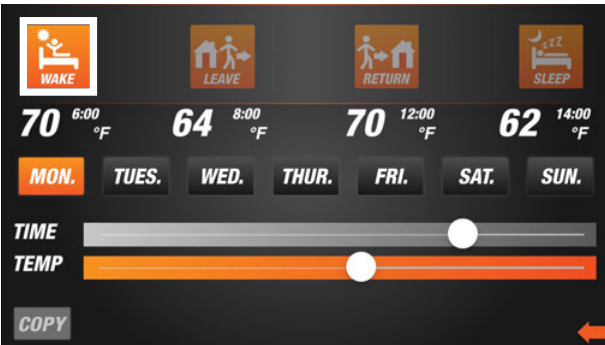 WAKE LEAVE RETURN zzz SLEEP
70 6:00 °F 64 8:00 °F 70 12:00 °F 62 14:00 °F
MON. TUES. WED. THUR. FRI. SAT. SUN.
TIME
TEMP
COPY